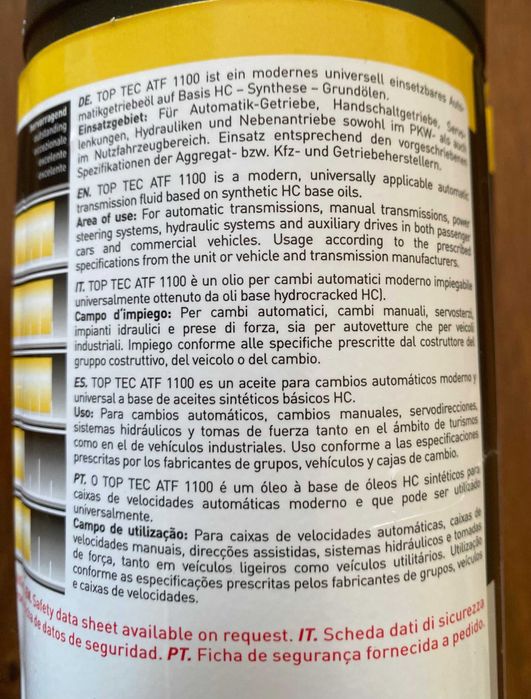 hervorragend
outstanding
eccezionale
excelente
excelente
DE. TOP TEC ATF 1100 ist ein modernes universell einsetzbares Auto-
matikgetriebeöl auf Basis HC – Synthese – Grundölen.
Einsatzgebiet: Für Automatik-Getriebe, Handschaltgetriebe, Servo-
lenkungen, Hydrauliken und Nebenantriebe sowohl im PKW- als auch
im Nutzfahrzeugbereich. Einsatz entsprechend den vorgeschriebenen
Spezifikationen der Aggregat- bzw. Kfz- und Getriebeherstellern.
EN. TOP TEC ATF 1100 is a modern, universally applicable automatic
transmission fluid based on synthetic HC base oils.
Area of use: For automatic transmissions, manual transmissions, power
steering systems, hydraulic systems and auxiliary drives in both passenger
cars and commercial vehicles. Usage according to the prescribed
specifications from the unit or vehicle and transmission manufacturers.
IT. TOP TEC ATF 1100 è un olio per cambi automatici moderno impiegabile
universalmente ottenuto da oli base hydrocracked HC).
Campo d'impiego: Per cambi automatici, cambi manuali, servosterzi,
impianti idraulici e prese di forza, sia per autovetture che per veicoli
industriali. Impiego conforme alle specifiche prescritte dal costruttore del
gruppo costruttivo, del veicolo o del cambio.
ES. TOP TEC ATF 1100 es un aceite para cambios automáticos moderno y
universal a base de aceites sintéticos básicos HC.
Uso: Para cambios automáticos, cambios manuales, servodirecciones,
sistemas hidráulicos y tomas de fuerza tanto en el ámbito de turismos
como en el de vehículos industriales. Uso conforme a las especificaciones
prescritas por los fabricantes de grupos, vehículos y cajas de cambio.
PT. O TOP TEC ATF 1100 é um óleo à base de óleos HC sintéticos para
caixas de velocidades automáticas moderno e que pode ser utilizado
universalmente.
Campo de utilização: Para caixas de velocidades automáticas, caixas de
velocidades manuais, direcções assistidas, sistemas hidráulicos e tomadas
de força, tanto em veículos ligeiros como veículos utilitários. Utilização
conforme as especificações prescritas pelos fabricantes de grupos, veículos
e caixas de velocidades.
Safety data sheet available on request. IT. Scheda dati di sicurezza
de datos de seguridad. PT. Ficha de segurança fornecida a pedido.